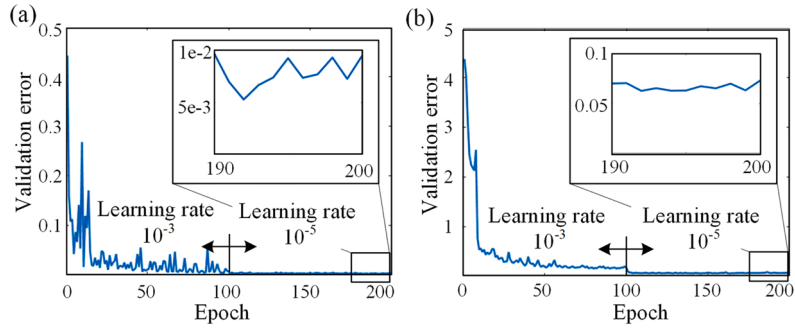 (a)
Validation error
0.5
0.4
0.3
0.2
0.1
1e-2
5e-3
190
200
Learning rate
10-3
Learning rate
10-5
0
50
100
150
200
Epoch
(b)
Validation error
5
4
3
2
1
0.1
0.05
190
200
Learning rate
10-3
Learning rate
10-5
0
50
100
150
200
Epoch